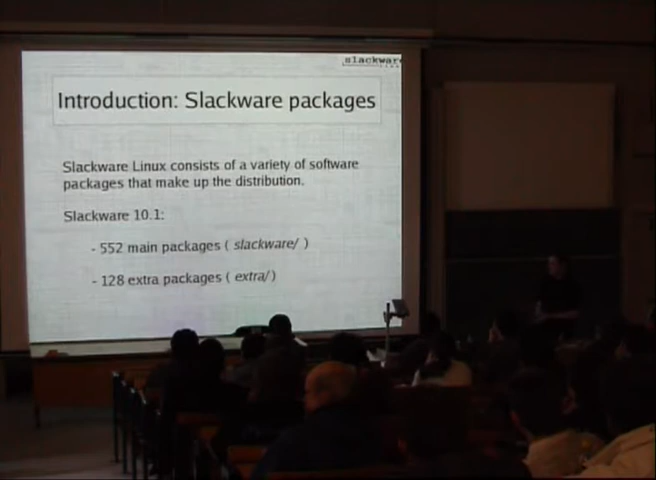 slackware
Introduction: Slackware packages
Slackware Linux consists of a variety of software
packages that make up the distribution.
Slackware 10.1:
- 552 main packages ( slackware/ )
- 128 extra packages ( extra/ )